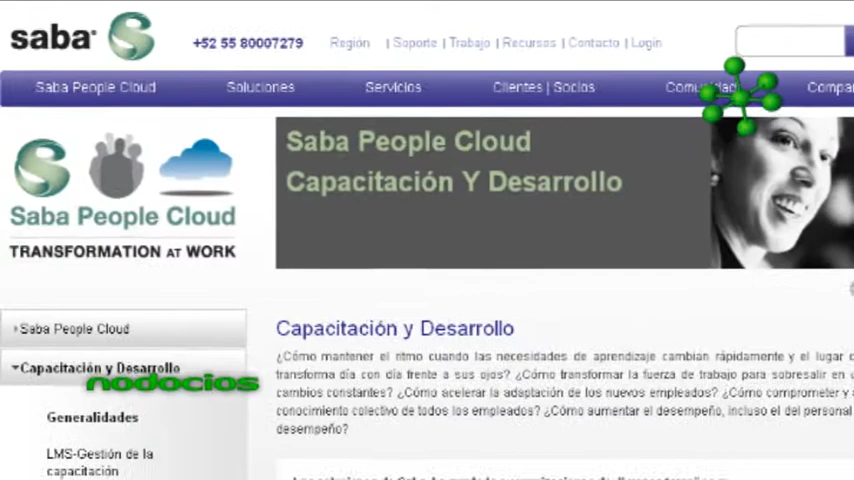 saba
+52 55 80007279
Región | Soporte | Trabajo | Recursos | Contacto | Login
Saba People Cloud Soluciones Servicios Clientes | Socios
Saba People Cloud
Capacitación Y Desarrollo
Saba People Cloud
TRANSFORMATION AT WORK
Saba People Cloud
Capacitación y Desarrollo
nodocios
Generalidades
LMS-Gestión de la
capacitación
Capacitación y Desarrollo
¿Cómo mantener el ritmo cuando las necesidades de aprendizaje cambian rápidamente y el lugar
transforma día con día frente a sus ojos? ¿Cómo transformar la fuerza de trabajo para sobresalir en
cambios constantes? ¿Cómo acelerar la adaptación de los nuevos empleados? ¿Cómo comprometer y
conocimiento colectivo de todos los empleados? ¿Cómo aumentar el desempeño, incluso el del personal
desempeño?